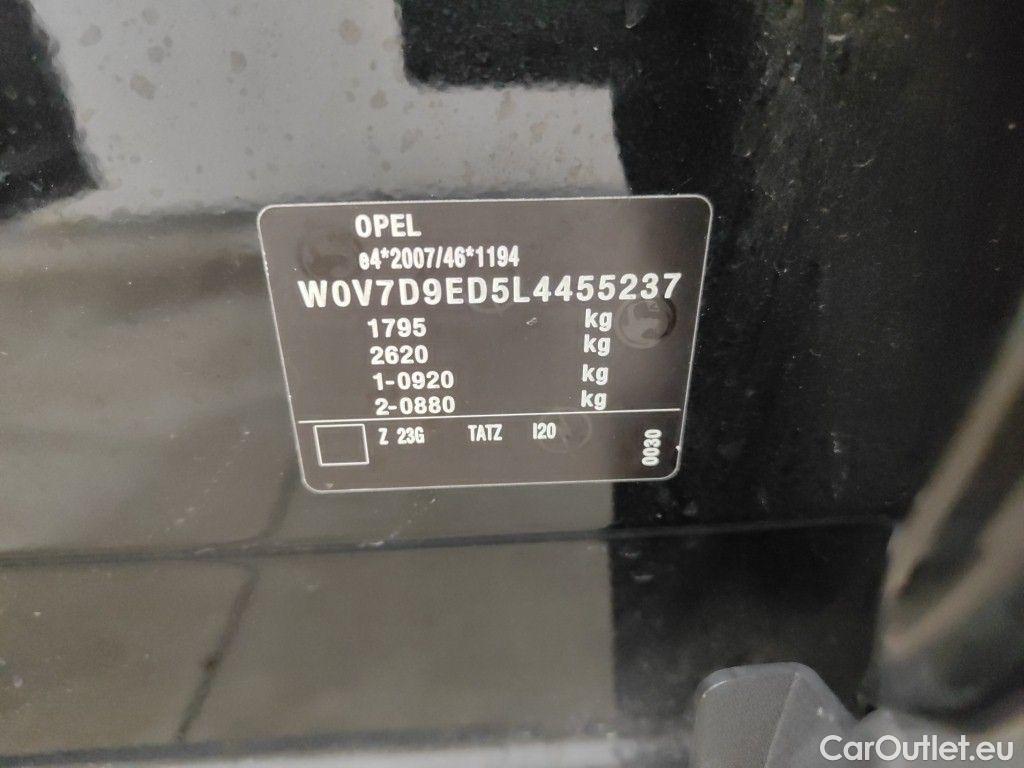 OPEL
e4*2007/46*1194
W0V7D9ED5L4455237
1795 kg
2620 kg
1-0920 kg
2-0880 kg
Z 23G TATZ I20
0030
CarOutlet.eu